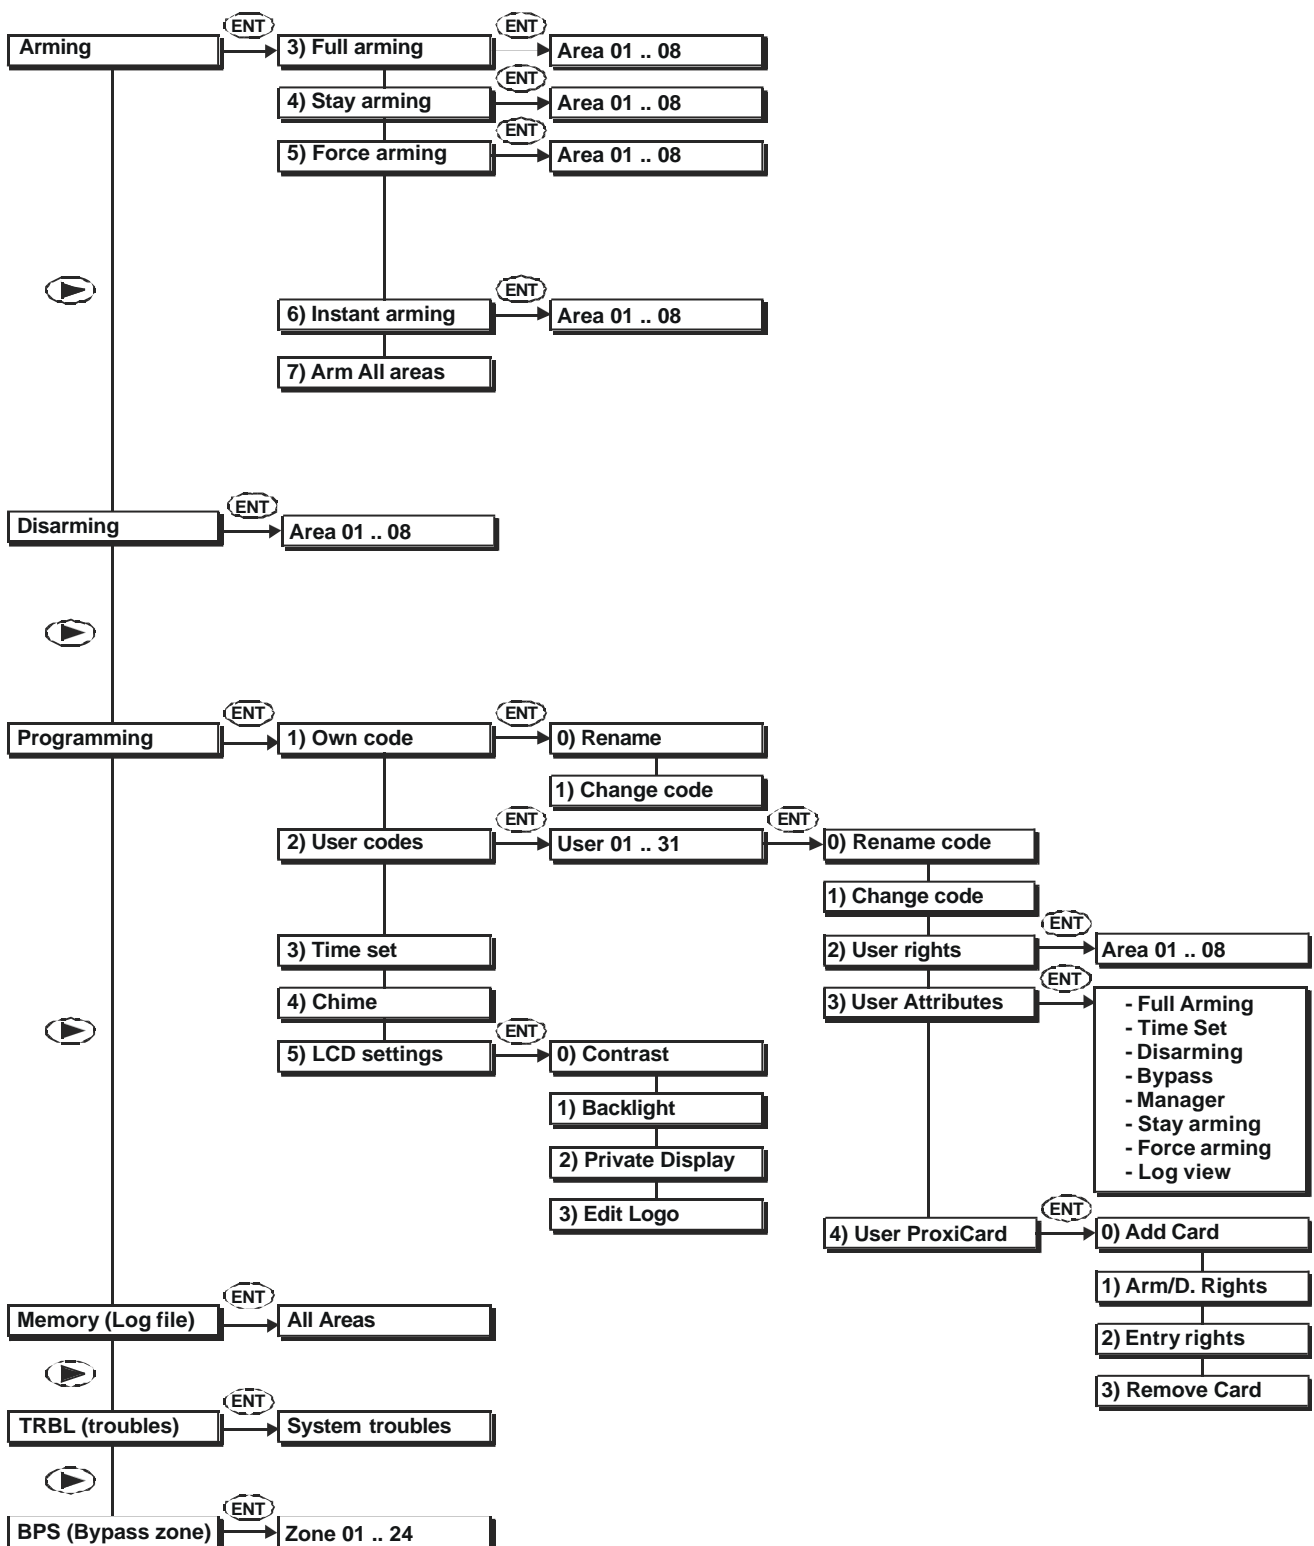 ENT
ENT
Arming
3) Full arming
Area 01 .. 08
ENT
4) Stay arming
Area 01 .. 08
ENT
5) Force arming
Area 01 .. 08
ENT
6) Instant arming
Area 01 .. 08
7) Arm All areas
ENT
Disarming
Area 01 .. 08
ENT
ENT
Programming
1) Own code
0) Rename
1) Change code
ENT
ENT
2) User codes
User 01 .. 31
0) Rename code
1) Change code
ENT
3) Time set
2) User rights
Area 01 .. 08
ENT
4) Chime
3) User Attributes
- Full Arming
- Time Set
- Disarming
- Bypass
- Manager
- Stay arming
- Force arming
- Log view
ENT
5) LCD settings
0) Contrast
1) Backlight
2) Private Display
3) Edit Logo
ENT
4) User ProxiCard
0) Add Card
1) Arm/D. Rights
2) Entry rights
3) Remove Card
ENT
Memory (Log file)
All Areas
ENT
TRBL (troubles)
System troubles
ENT
BPS (Bypass zone)
Zone 01 .. 24